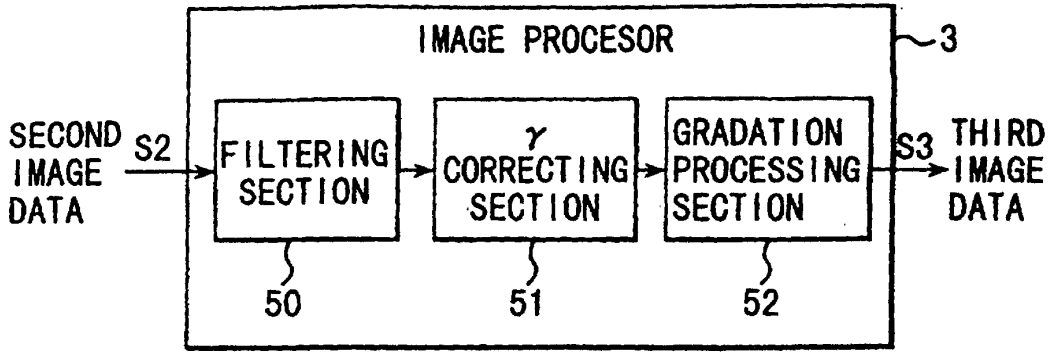 IMAGE PROCESOR
3
SECOND
IMAGE
DATA
S2
FILTERING
SECTION
50
γ
CORRECTING
SECTION
51
GRADATION
PROCESSING
SECTION
52
S3
THIRD
IMAGE
DATA